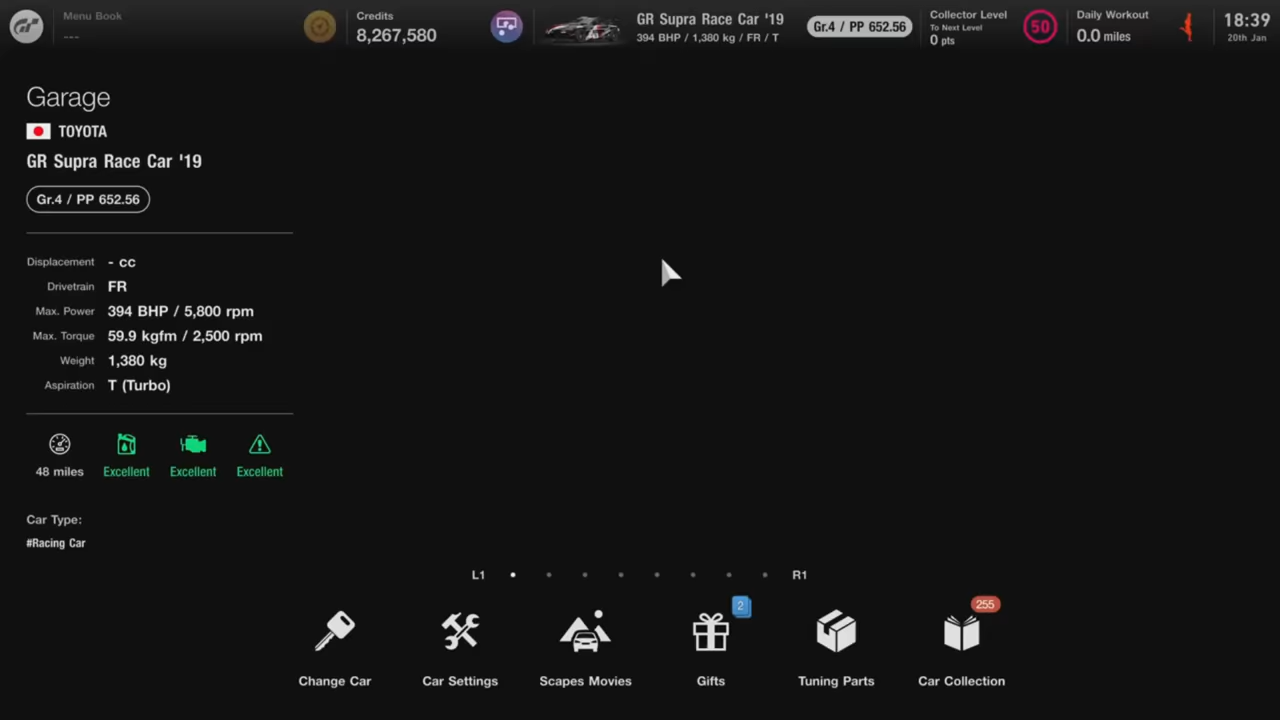 Menu Book
---
Credits
8,267,580
GR Supra Race Car '19
394 BHP / 1,380 kg / FR / T
Gr.4 / PP 652.56
Collector Level
To Next Level
0 pts
50
Daily Workout
0.0 miles
18:39
20th Jan
Garage
TOYOTA
GR Supra Race Car '19
Gr.4 / PP 652.56
Displacement - cc
Drivetrain FR
Max. Power 394 BHP / 5,800 rpm
Max. Torque 59.9 kgfm / 2,500 rpm
Weight 1,380 kg
Aspiration T (Turbo)
48 miles Excellent Excellent Excellent
Car Type:
#Racing Car
L1 R1
2 255
Change Car Car Settings Scapes Movies Gifts Tuning Parts Car Collection